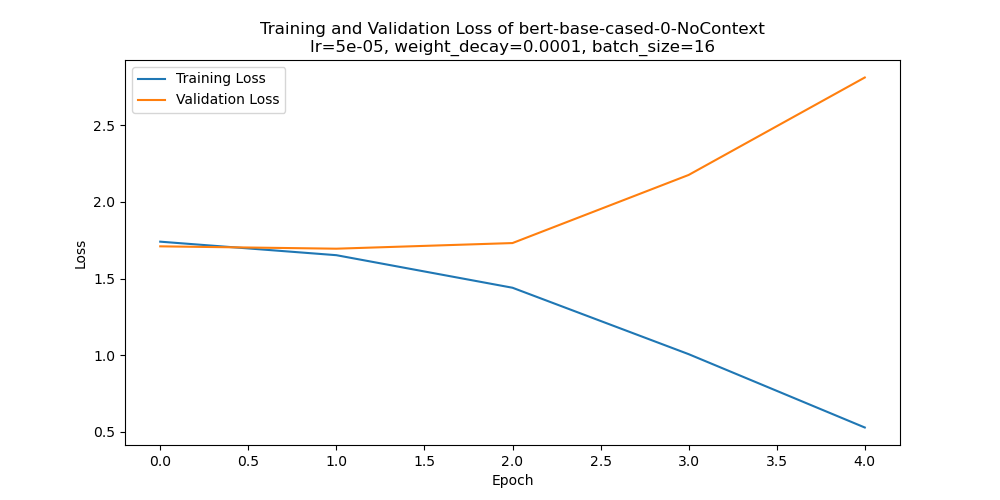 Training and Validation Loss of bert-base-cased-0-NoContext
lr=5e-05, weight_decay=0.0001, batch_size=16
Training Loss
Validation Loss
2.5
2.0
1.5
1.0
0.5
Loss
0.0 0.5 1.0 1.5 2.0 2.5 3.0 3.5 4.0
Epoch